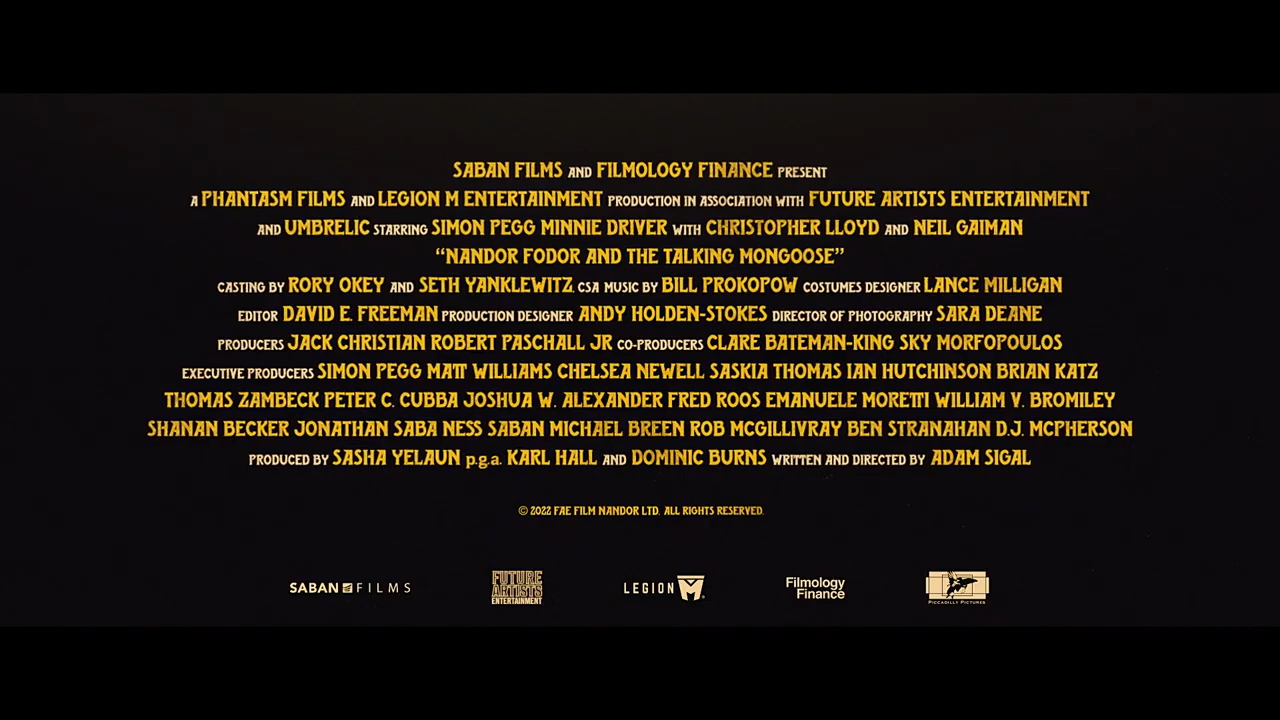 SABAN FILMS AND FILMOLOGY FINANCE PRESENT
A PHANTASM FILMS AND LEGION M ENTERTAINMENT PRODUCTION IN ASSOCIATION WITH FUTURE ARTISTS ENTERTAINMENT
AND UMBRELIC STARRING SIMON PEGG MINNIE DRIVER WITH CHRISTOPHER LLOYD AND NEIL GAIMAN
“NANDOR FODOR AND THE TALKING MONGOOSE”
CASTING BY RORY OKEY AND SETH YANKLEWITZ, CSA MUSIC BY BILL PROKOPOW COSTUMES DESIGNER LANCE MILLIGAN
EDITOR DAVID E. FREEMAN PRODUCTION DESIGNER ANDY HOLDEN-STOKES DIRECTOR OF PHOTOGRAPHY SARA DEANE
PRODUCERS JACK CHRISTIAN ROBERT PASCHALL JR CO-PRODUCERS CLARE BATEMAN-KING SKY MORFOPOULOS
EXECUTIVE PRODUCERS SIMON PEGG MATT WILLIAMS CHELSEA NEWELL SASKIA THOMAS IAN HUTCHINSON BRIAN KATZ
THOMAS ZAMBECK PETER C. CUBBA JOSHUA W. ALEXANDER FRED ROOS EMANUELE MORETTI WILLIAM V. BROMILEY
SHANAN BECKER JONATHAN SABA NESS SABAN MICHAEL BREEN ROB MCGILLIVRAY BEN STRANAHAN D.J. MCPHERSON
PRODUCED BY SASHA YELAUN p.g.a. KARL HALL AND DOMINIC BURNS WRITTEN AND DIRECTED BY ADAM SIGAL
© 2022 FAE FILM NANDOR LTD. ALL RIGHTS RESERVED.
SABAN FILMS
FUTURE
ARTISTS
ENTERTAINMENT
LEGION M
Filmology
Finance
PICCADILLY PICTURES